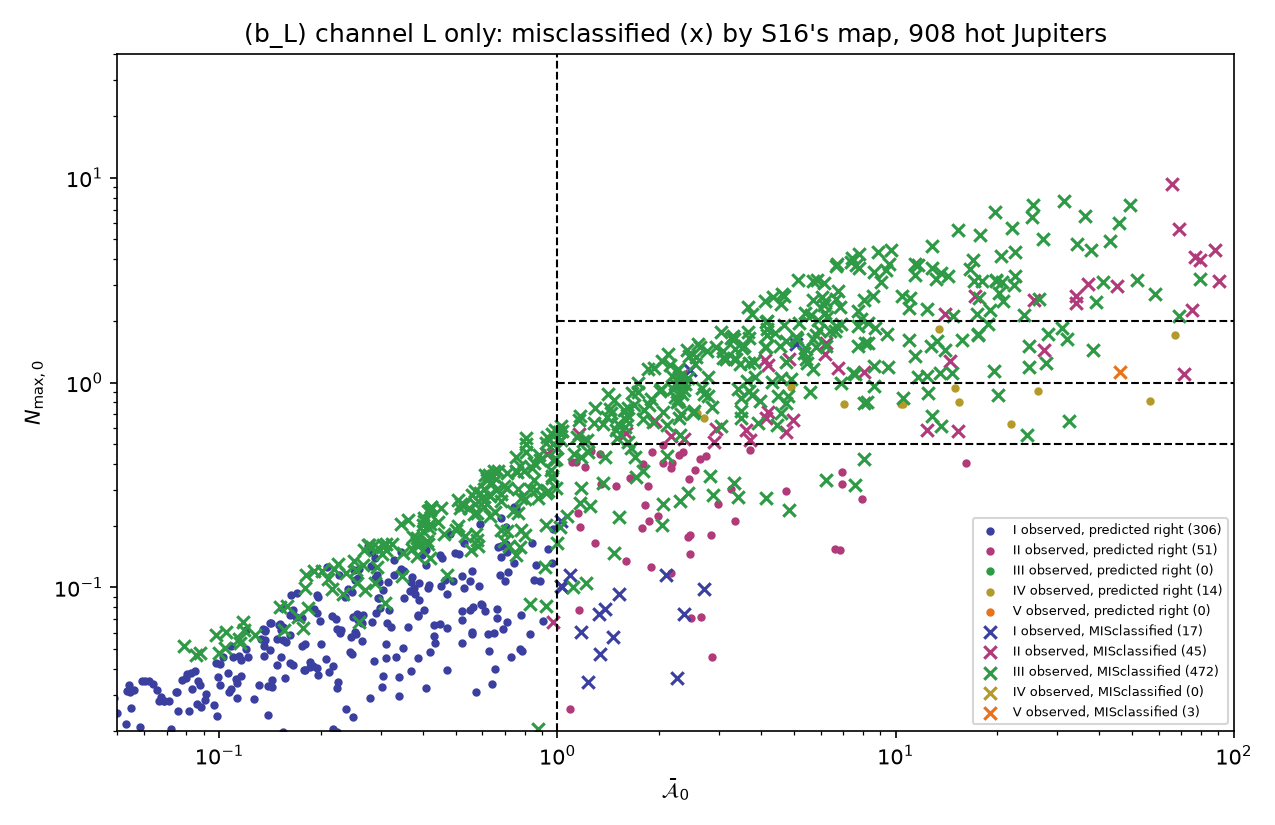 (b_L) channel L only: misclassified (x) by S16's map, 908 hot Jupiters
N_max, 0
10^1
10^0
10^-1
I observed, predicted right (306)
II observed, predicted right (51)
III observed, predicted right (0)
IV observed, predicted right (14)
V observed, predicted right (0)
I observed, MISclassified (17)
II observed, MISclassified (45)
III observed, MISclassified (472)
IV observed, MISclassified (0)
V observed, MISclassified (3)
10^-1 10^0 10^1 10^2
𝒜̄_0